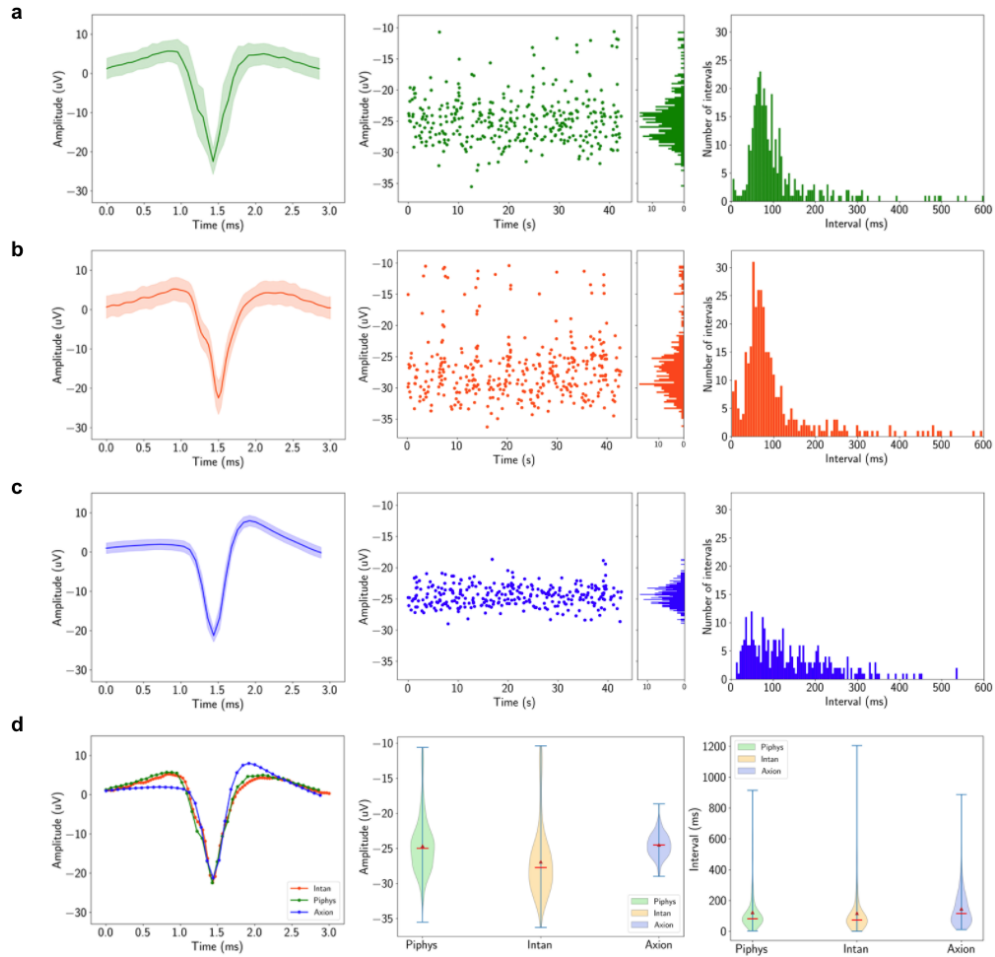 a
Amplitude (uV)
10
0
−10
−20
−30
0.0 0.5 1.0 1.5 2.0 2.5 3.0
Time (ms)
Amplitude (uV)
−10
−15
−20
−25
−30
−35
0 10 20 30 40
Time (s)
10 0
Number of intervals
30
25
20
15
10
5
0
0 100 200 300 400 500 600
Interval (ms)
b
Amplitude (uV)
10
0
−10
−20
−30
0.0 0.5 1.0 1.5 2.0 2.5 3.0
Time (ms)
Amplitude (uV)
−10
−15
−20
−25
−30
−35
0 10 20 30 40
Time (s)
10 0
Number of intervals
30
25
20
15
10
5
0
0 100 200 300 400 500 600
Interval (ms)
c
Amplitude (uV)
10
0
−10
−20
−30
0.0 0.5 1.0 1.5 2.0 2.5 3.0
Time (ms)
Amplitude (uV)
−10
−15
−20
−25
−30
−35
0 10 20 30 40
Time (s)
10 0
Number of intervals
30
25
20
15
10
5
0
0 100 200 300 400 500 600
Interval (ms)
d
Amplitude (uV)
10
0
−10
−20
−30
0.0 0.5 1.0 1.5 2.0 2.5 3.0
Time (ms)
Intan
Piphys
Axion
Amplitude (uV)
−10
−15
−20
−25
−30
−35
Piphys Intan Axion
Piphys
Intan
Axion
Interval (ms)
1200
1000
800
600
400
200
0
Piphys Intan Axion
Piphys
Intan
Axion